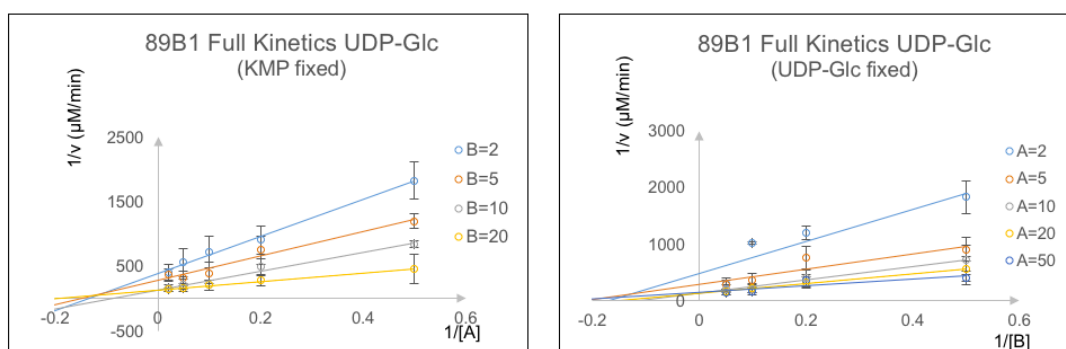 89B1 Full Kinetics UDP-Glc
(KMP fixed)
1/v (µM/min)
2500
1500
500
-500
-0.2
0
0.2
0.4
0.6
1/[A]
B=2
B=5
B=10
B=20
89B1 Full Kinetics UDP-Glc
(UDP-Glc fixed)
1/v (µM/min)
3000
2000
1000
0
-0.2
0
0.2
0.4
0.6
1/[B]
A=2
A=5
A=10
A=20
A=50